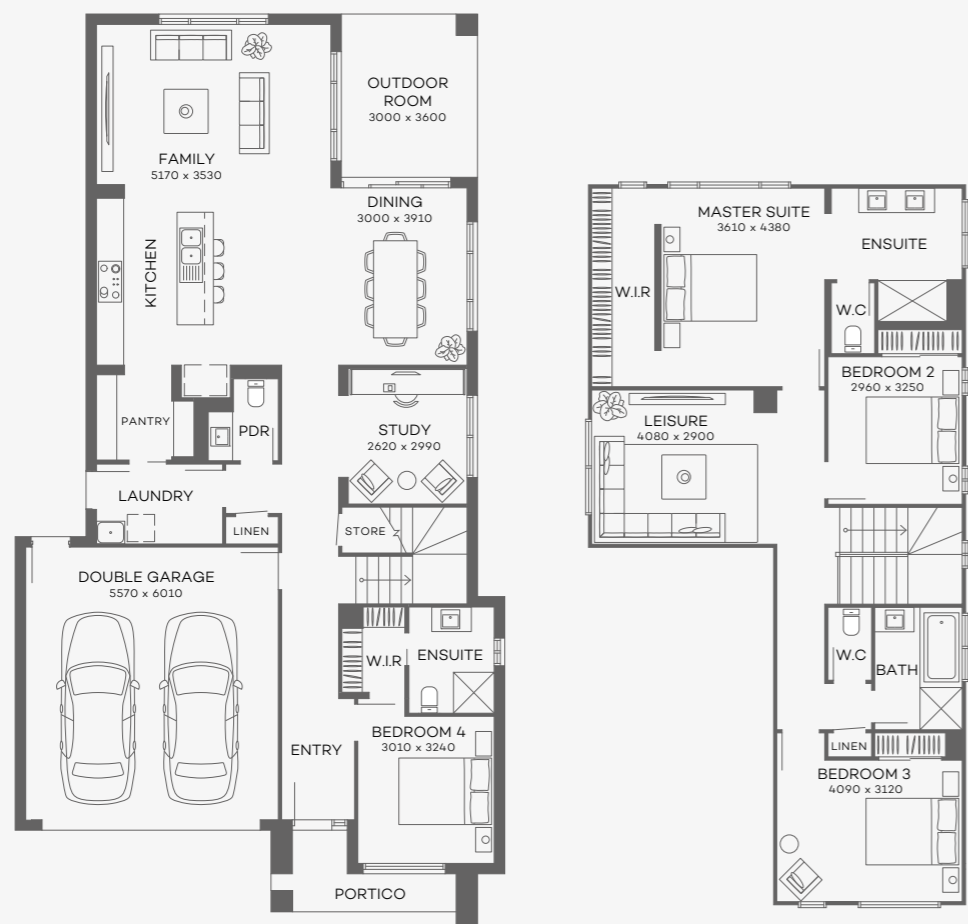 OUTDOOR
ROOM
3000 x 3600
FAMILY
5170 x 3530
DINING
3000 x 3910
KITCHEN
PANTRY
PDR
STUDY
2620 x 2990
LAUNDRY
LINEN
STORE
DOUBLE GARAGE
5570 x 6010
W.I.R
ENSUITE
ENTRY
BEDROOM 4
3010 x 3240
PORTICO
MASTER SUITE
3610 x 4380
ENSUITE
W.I.R
W.C
BEDROOM 2
2960 x 3250
LEISURE
4080 x 2900
W.C
BATH
LINEN
BEDROOM 3
4090 x 3120